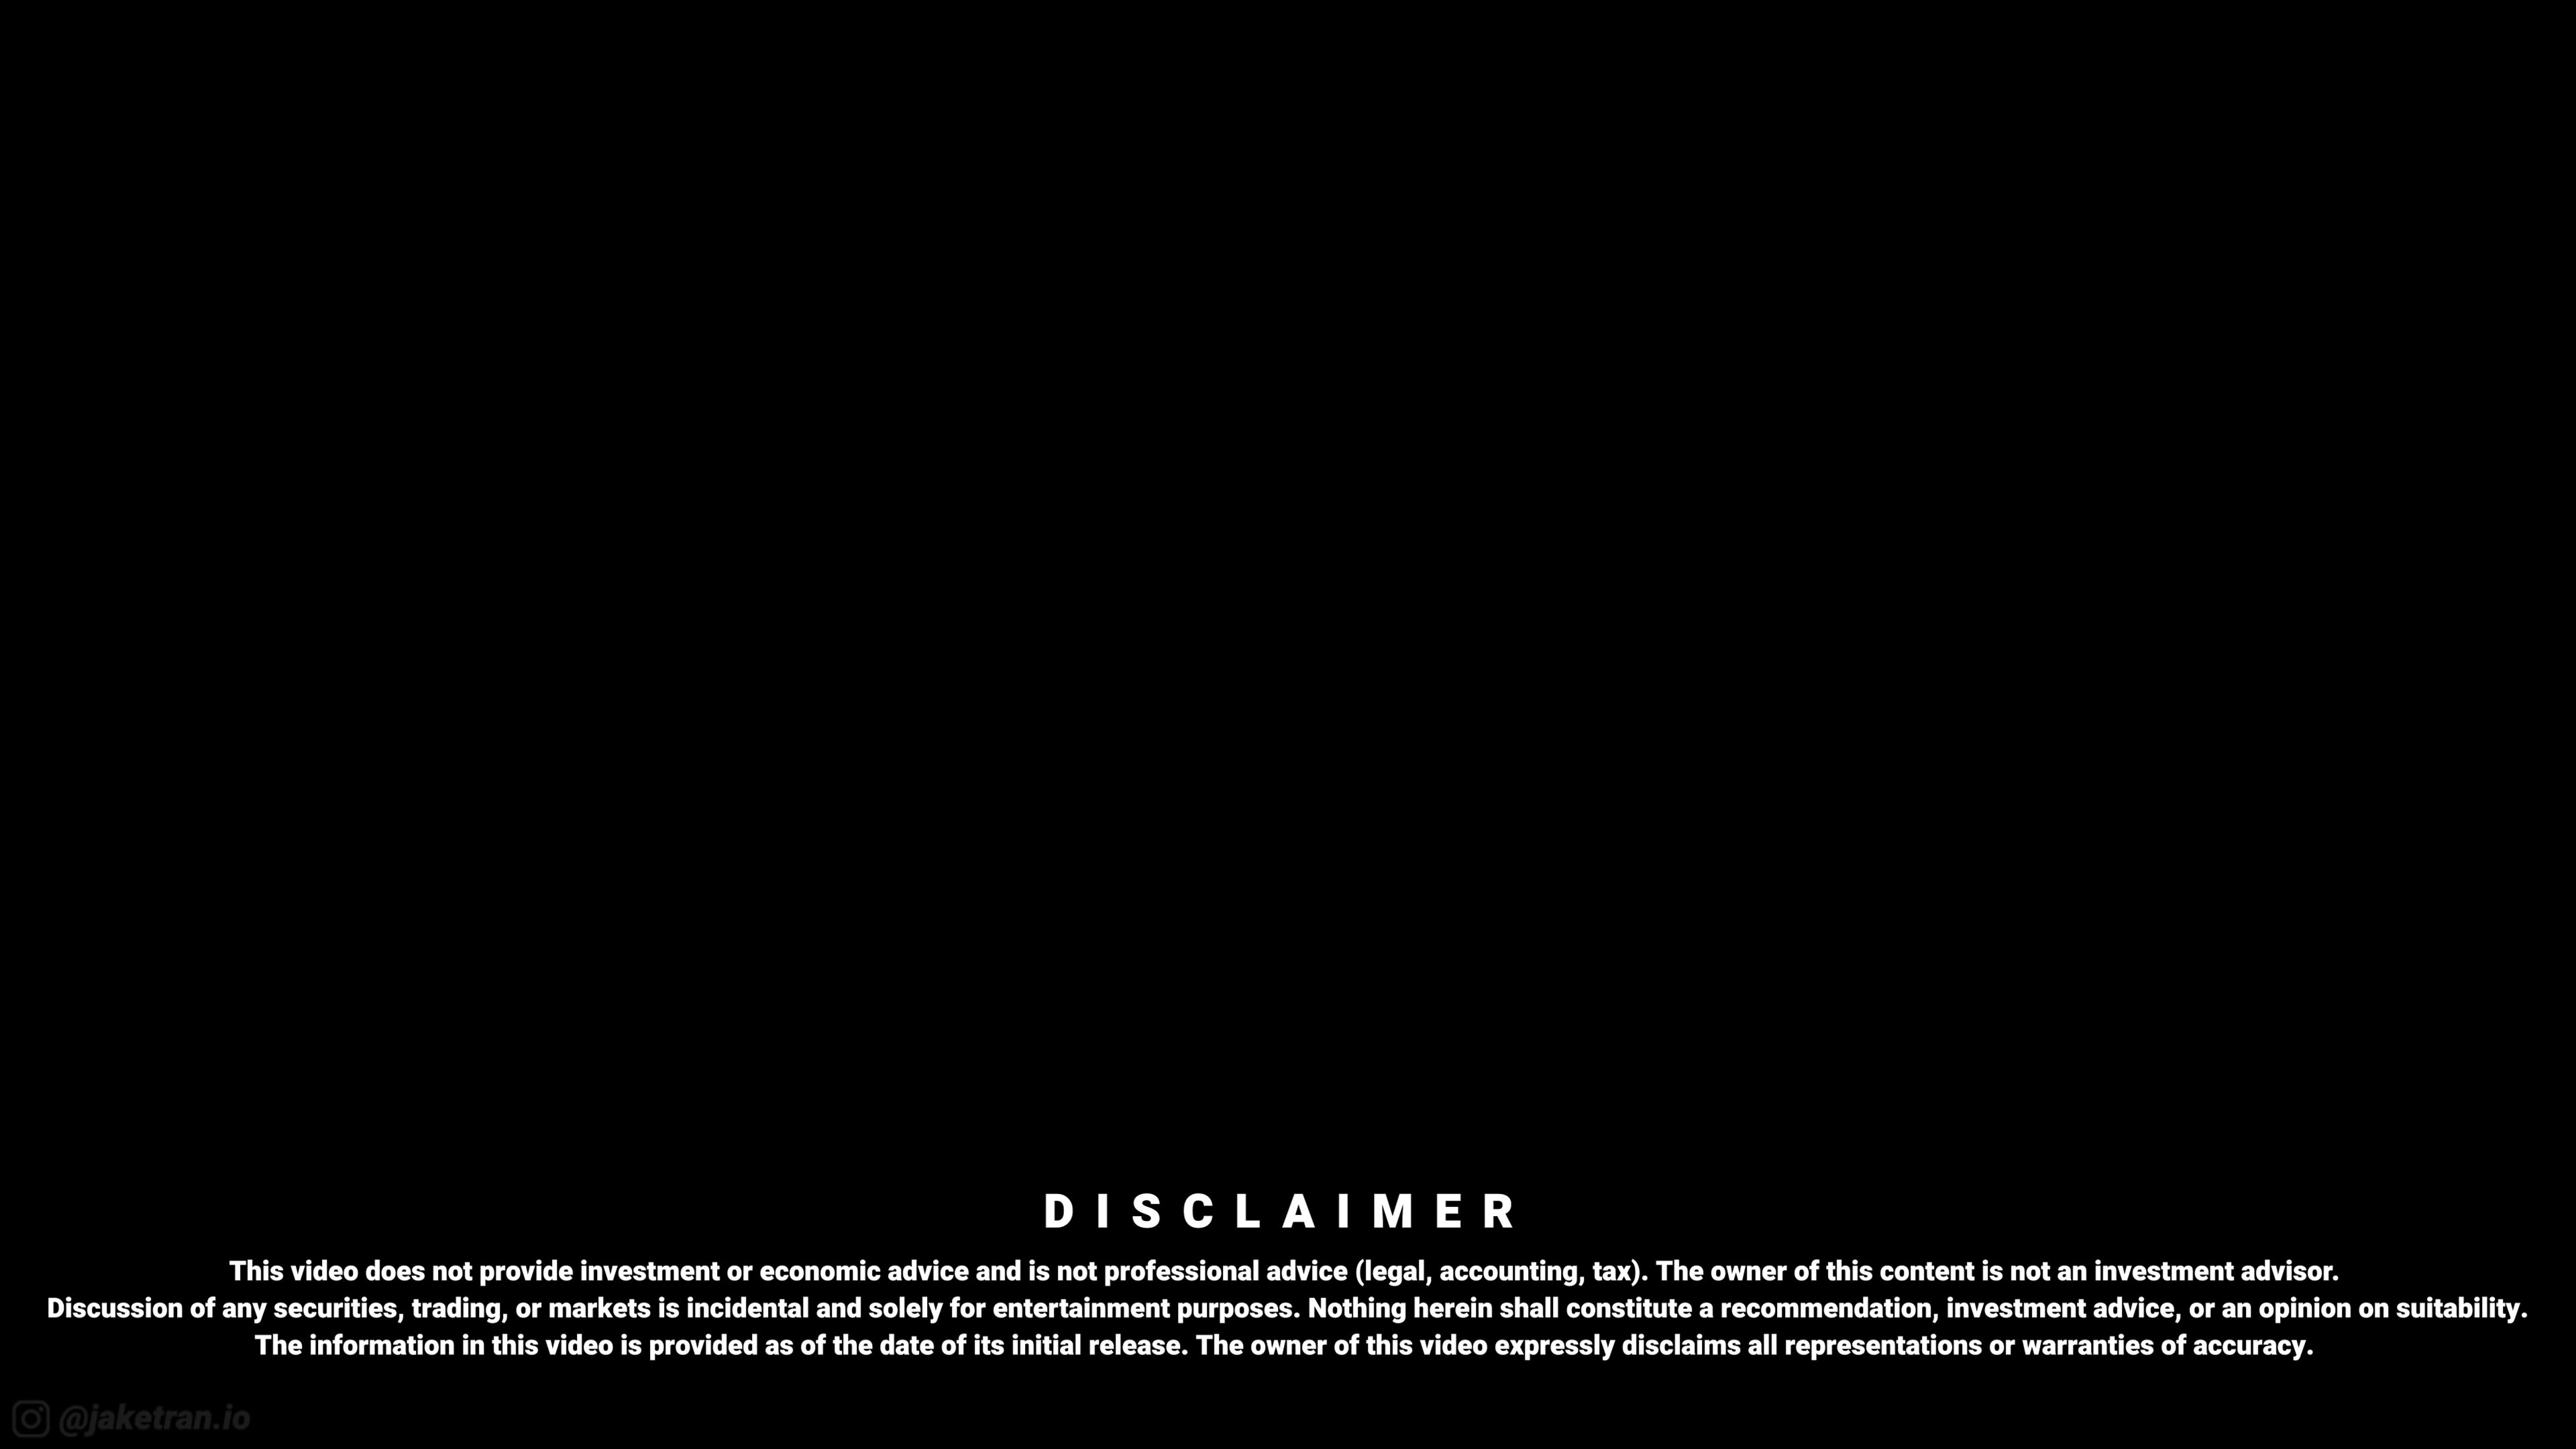 DISCLAIMER
This video does not provide investment or economic advice and is not professional advice (legal, accounting, tax). The owner of this content is not an investment advisor.
Discussion of any securities, trading, or markets is incidental and solely for entertainment purposes. Nothing herein shall constitute a recommendation, investment advice, or an opinion on suitability.
The information in this video is provided as of the date of its initial release. The owner of this video expressly disclaims all representations or warranties of accuracy.
@jaketran.io